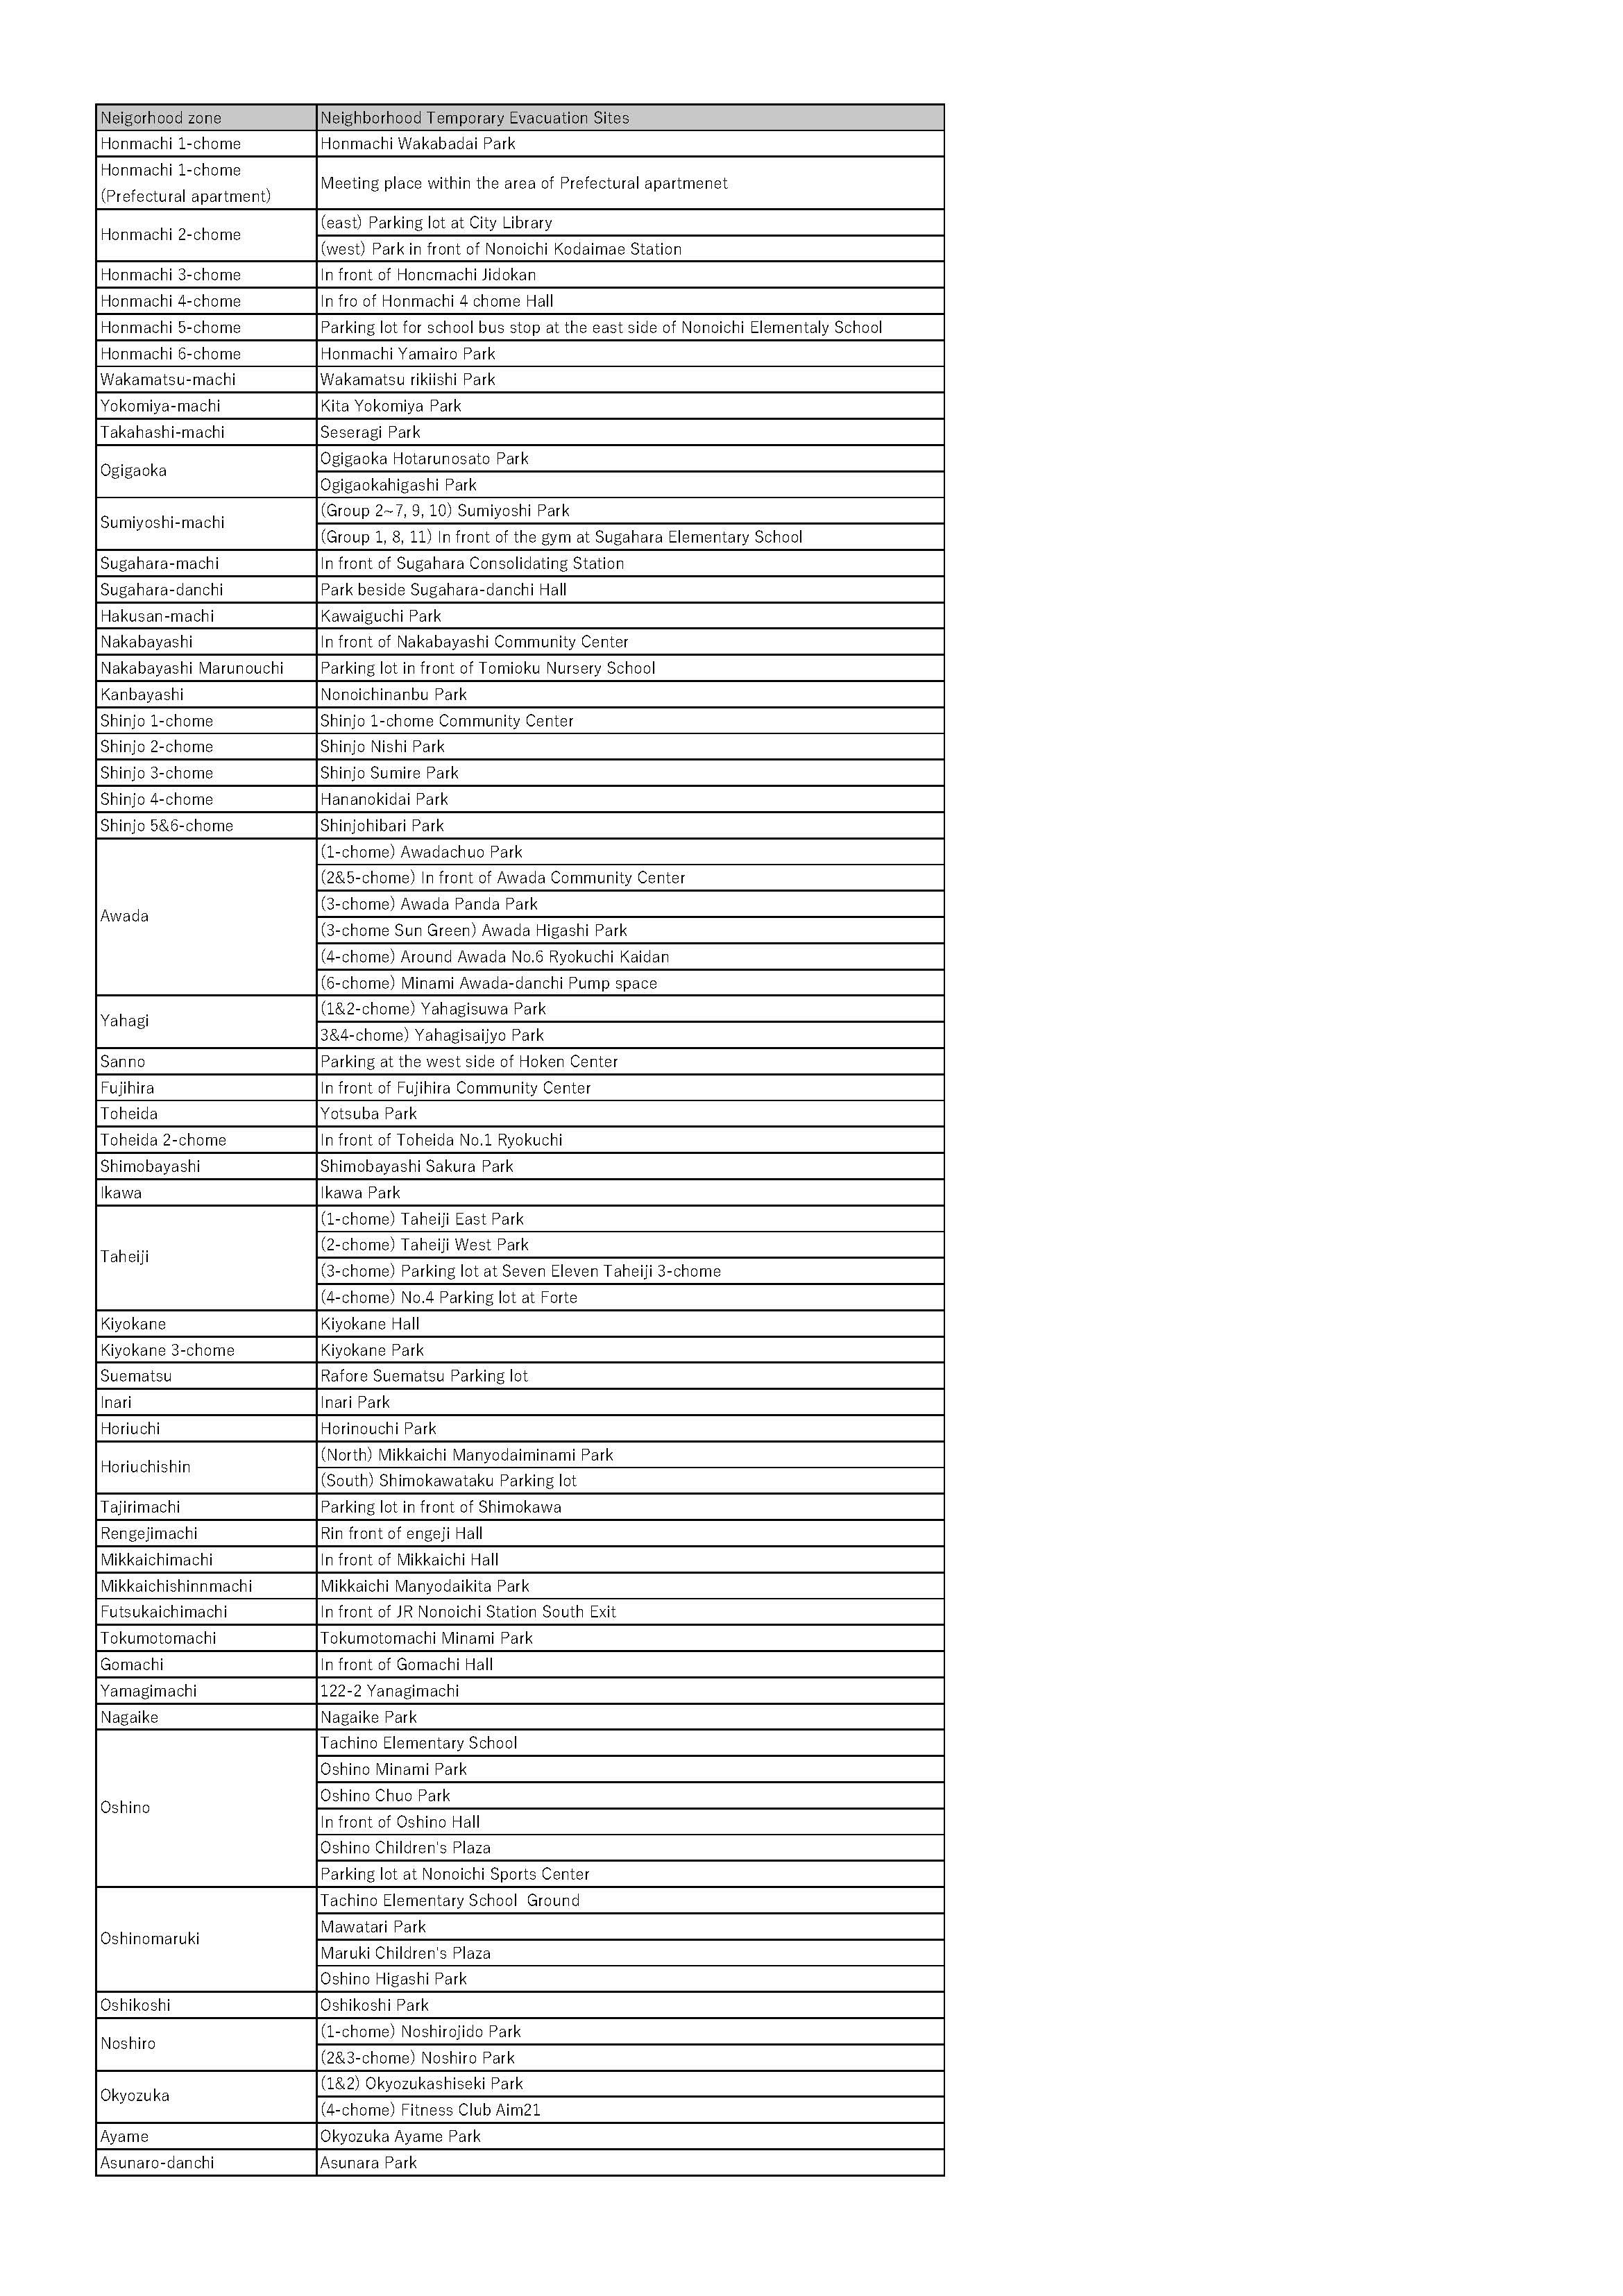 Neigorhood zone Neighborhood Temporary Evacuation Sites
Honmachi 1-chome Honmachi Wakabadai Park
Honmachi 1-chome
(Prefectural apartment) Meeting place within the area of Prefectural apartmenet
Honmachi 2-chome (east) Parking lot at City Library
(west) Park in front of Nonoichi Kodaimae Station
Honmachi 3-chome In front of Honcmachi Jidokan
Honmachi 4-chome In fro of Honmachi 4 chome Hall
Honmachi 5-chome Parking lot for school bus stop at the east side of Nonoichi Elementaly School
Honmachi 6-chome Honmachi Yamairo Park
Wakamatsu-machi Wakamatsu rikiishi Park
Yokomiya-machi Kita Yokomiya Park
Takahashi-machi Seseragi Park
Ogigaoka Ogigaoka Hotarunosato Park
Ogigaokahigashi Park
Sumiyoshi-machi (Group 2~7, 9, 10) Sumiyoshi Park
(Group 1, 8, 11) In front of the gym at Sugahara Elementary School
Sugahara-machi In front of Sugahara Consolidating Station
Sugahara-danchi Park beside Sugahara-danchi Hall
Hakusan-machi Kawaiguchi Park
Nakabayashi In front of Nakabayashi Community Center
Nakabayashi Marunouchi Parking lot in front of Tomioku Nursery School
Kanbayashi Nonoichinanbu Park
Shinjo 1-chome Shinjo 1-chome Community Center
Shinjo 2-chome Shinjo Nishi Park
Shinjo 3-chome Shinjo Sumire Park
Shinjo 4-chome Hananokidai Park
Shinjo 5&6-chome Shinjohibari Park
Awada (1-chome) Awadachuo Park
(2&5-chome) In front of Awada Community Center
(3-chome) Awada Panda Park
(3-chome Sun Green) Awada Higashi Park
(4-chome) Around Awada No.6 Ryokuchi Kaidan
(6-chome) Minami Awada-danchi Pump space
Yahagi (1&2-chome) Yahagisuwa Park
3&4-chome) Yahagisaijyo Park
Sanno Parking at the west side of Hoken Center
Fujihira In front of Fujihira Community Center
Toheida Yotsuba Park
Toheida 2-chome In front of Toheida No.1 Ryokuchi
Shimobayashi Shimobayashi Sakura Park
Ikawa Ikawa Park
Taheiji (1-chome) Taheiji East Park
(2-chome) Taheiji West Park
(3-chome) Parking lot at Seven Eleven Taheiji 3-chome
(4-chome) No.4 Parking lot at Forte
Kiyokane Kiyokane Hall
Kiyokane 3-chome Kiyokane Park
Suematsu Rafore Suematsu Parking lot
Inari Inari Park
Horiuchi Horinouchi Park
Horiuchishin (North) Mikkaichi Manyodaiminami Park
(South) Shimokawataku Parking lot
Tajirimachi Parking lot in front of Shimokawa
Rengejimachi Rin front of engeji Hall
Mikkaichimachi In front of Mikkaichi Hall
Mikkaichishinnmachi Mikkaichi Manyodaikita Park
Futsukaichimachi In front of JR Nonoichi Station South Exit
Tokumotomachi Tokumotomachi Minami Park
Gomachi In front of Gomachi Hall
Yamagimachi 122-2 Yanagimachi
Nagaike Nagaike Park
Oshino Tachino Elementary School
Oshino Minami Park
Oshino Chuo Park
In front of Oshino Hall
Oshino Children's Plaza
Parking lot at Nonoichi Sports Center
Oshinomaruki Tachino Elementary School Ground
Mawatari Park
Maruki Children's Plaza
Oshino Higashi Park
Oshikoshi Oshikoshi Park
Noshiro (1-chome) Noshirojido Park
(2&3-chome) Noshiro Park
Okyozuka (1&2) Okyozukashiseki Park
(4-chome) Fitness Club Aim21
Ayame Okyozuka Ayame Park
Asunaro-danchi Asunara Park